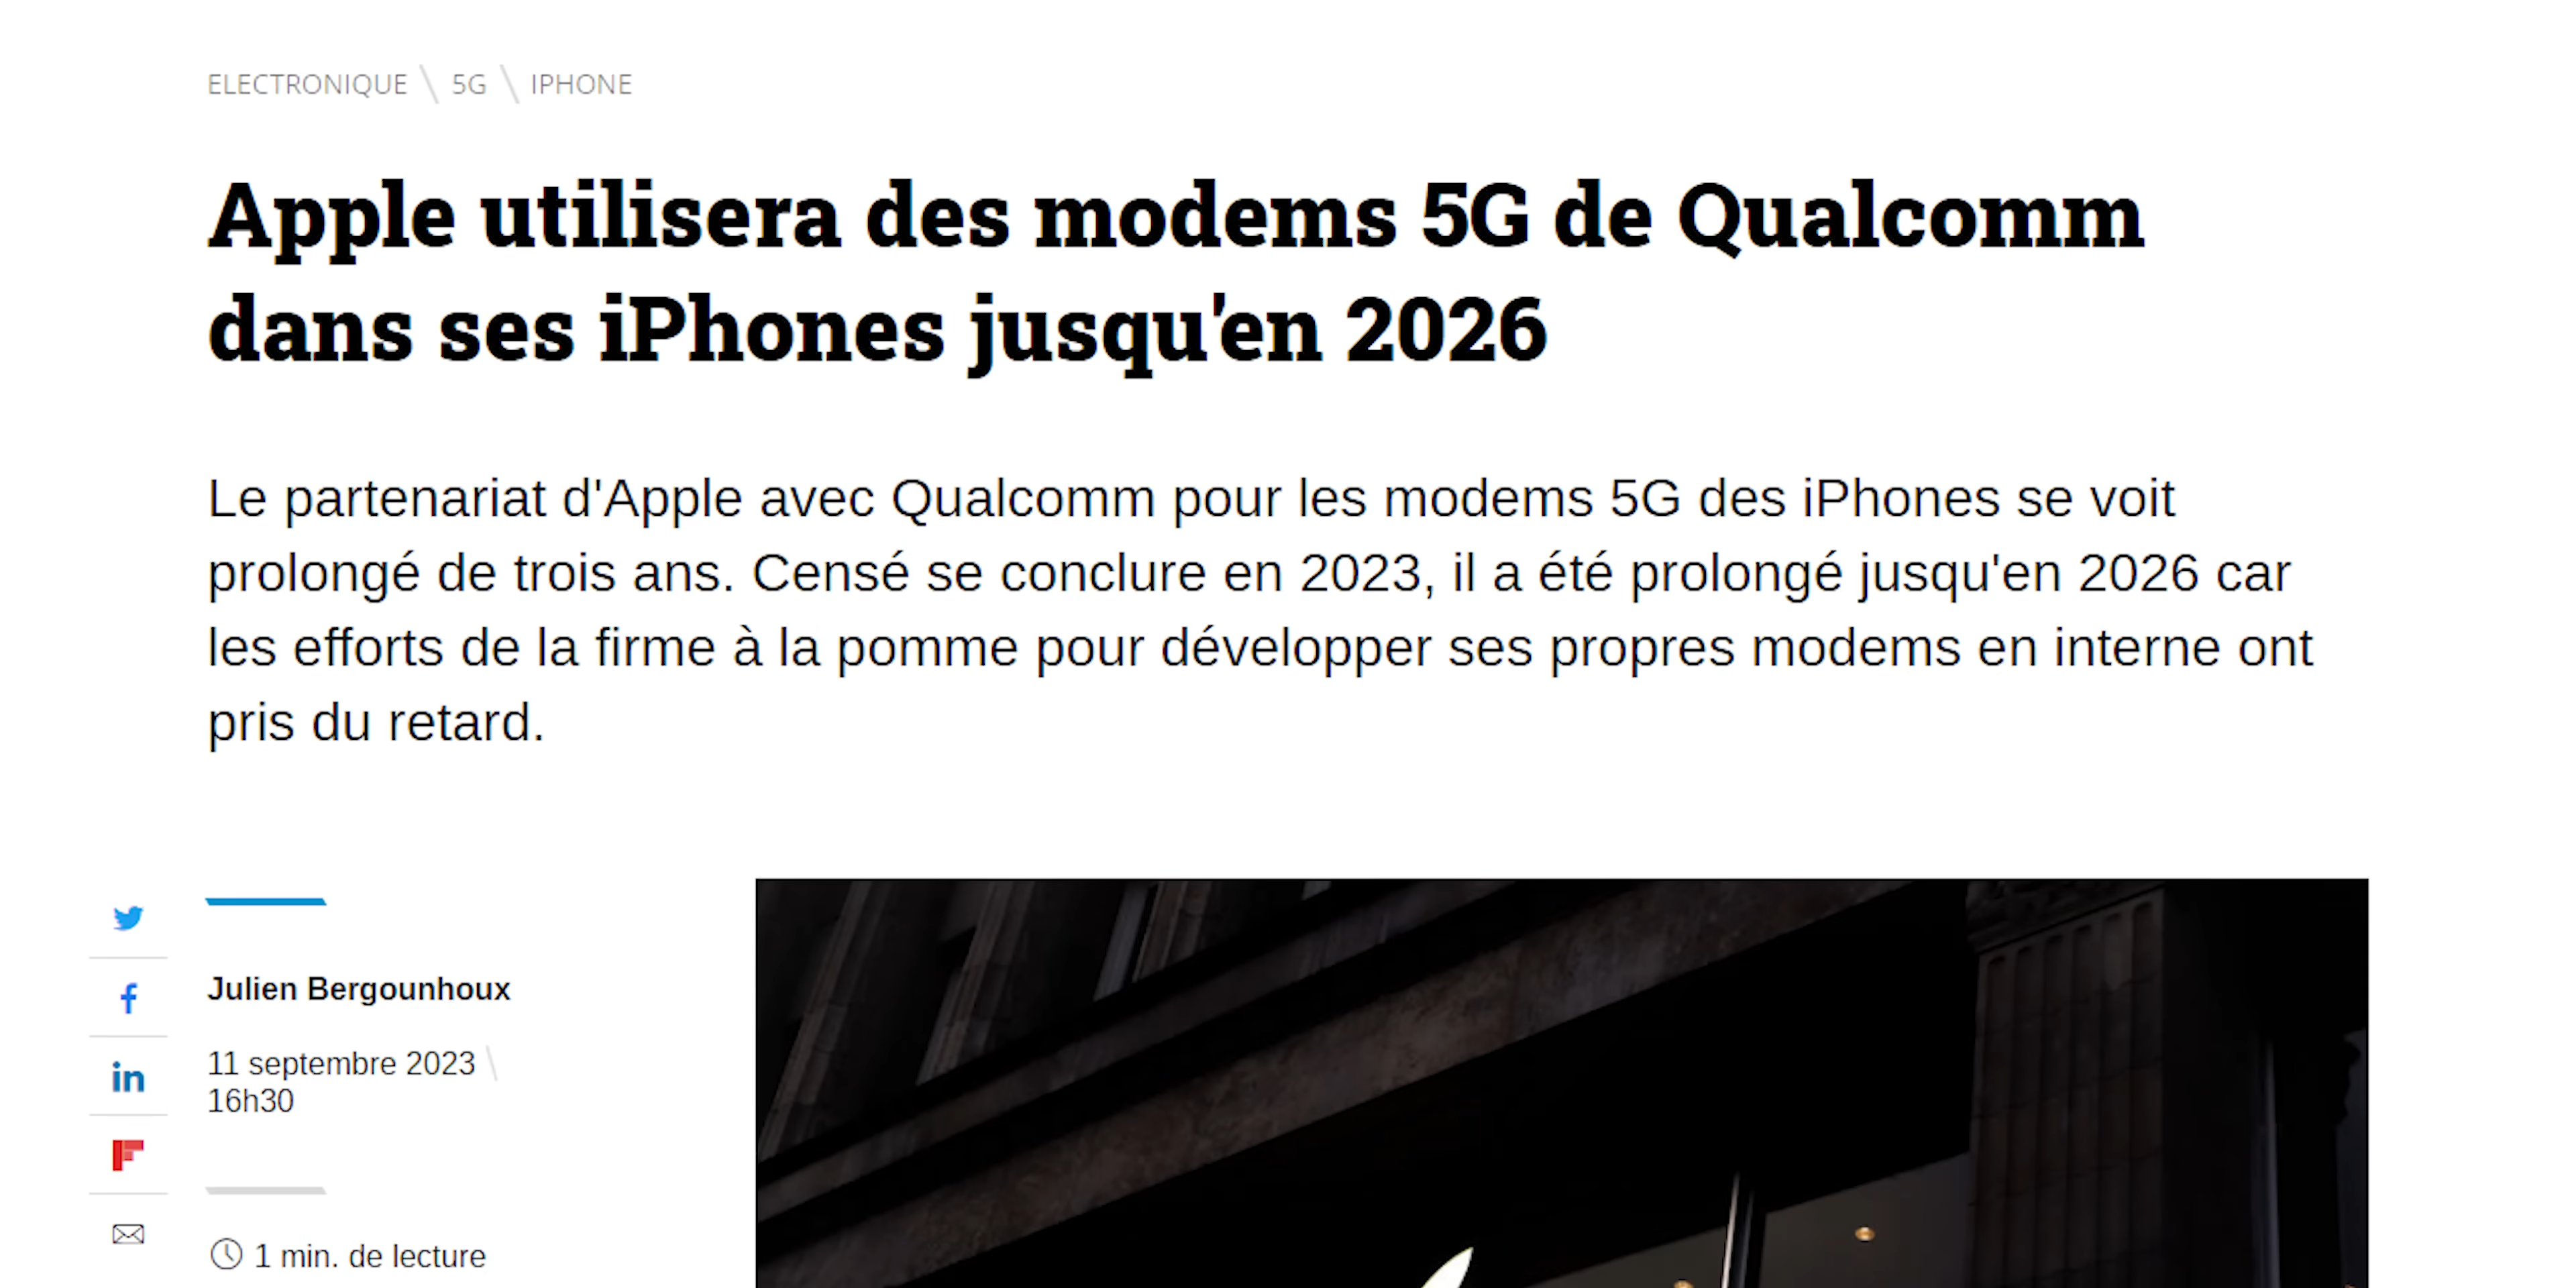 ELECTRONIQUE \ 5G \ IPHONE
Apple utilisera des modems 5G de Qualcomm
dans ses iPhones jusqu'en 2026
Le partenariat d'Apple avec Qualcomm pour les modems 5G des iPhones se voit
prolongé de trois ans. Censé se conclure en 2023, il a été prolongé jusqu'en 2026 car
les efforts de la firme à la pomme pour développer ses propres modems en interne ont
pris du retard.
Julien Bergounhoux
11 septembre 2023 \
16h30
1 min. de lecture